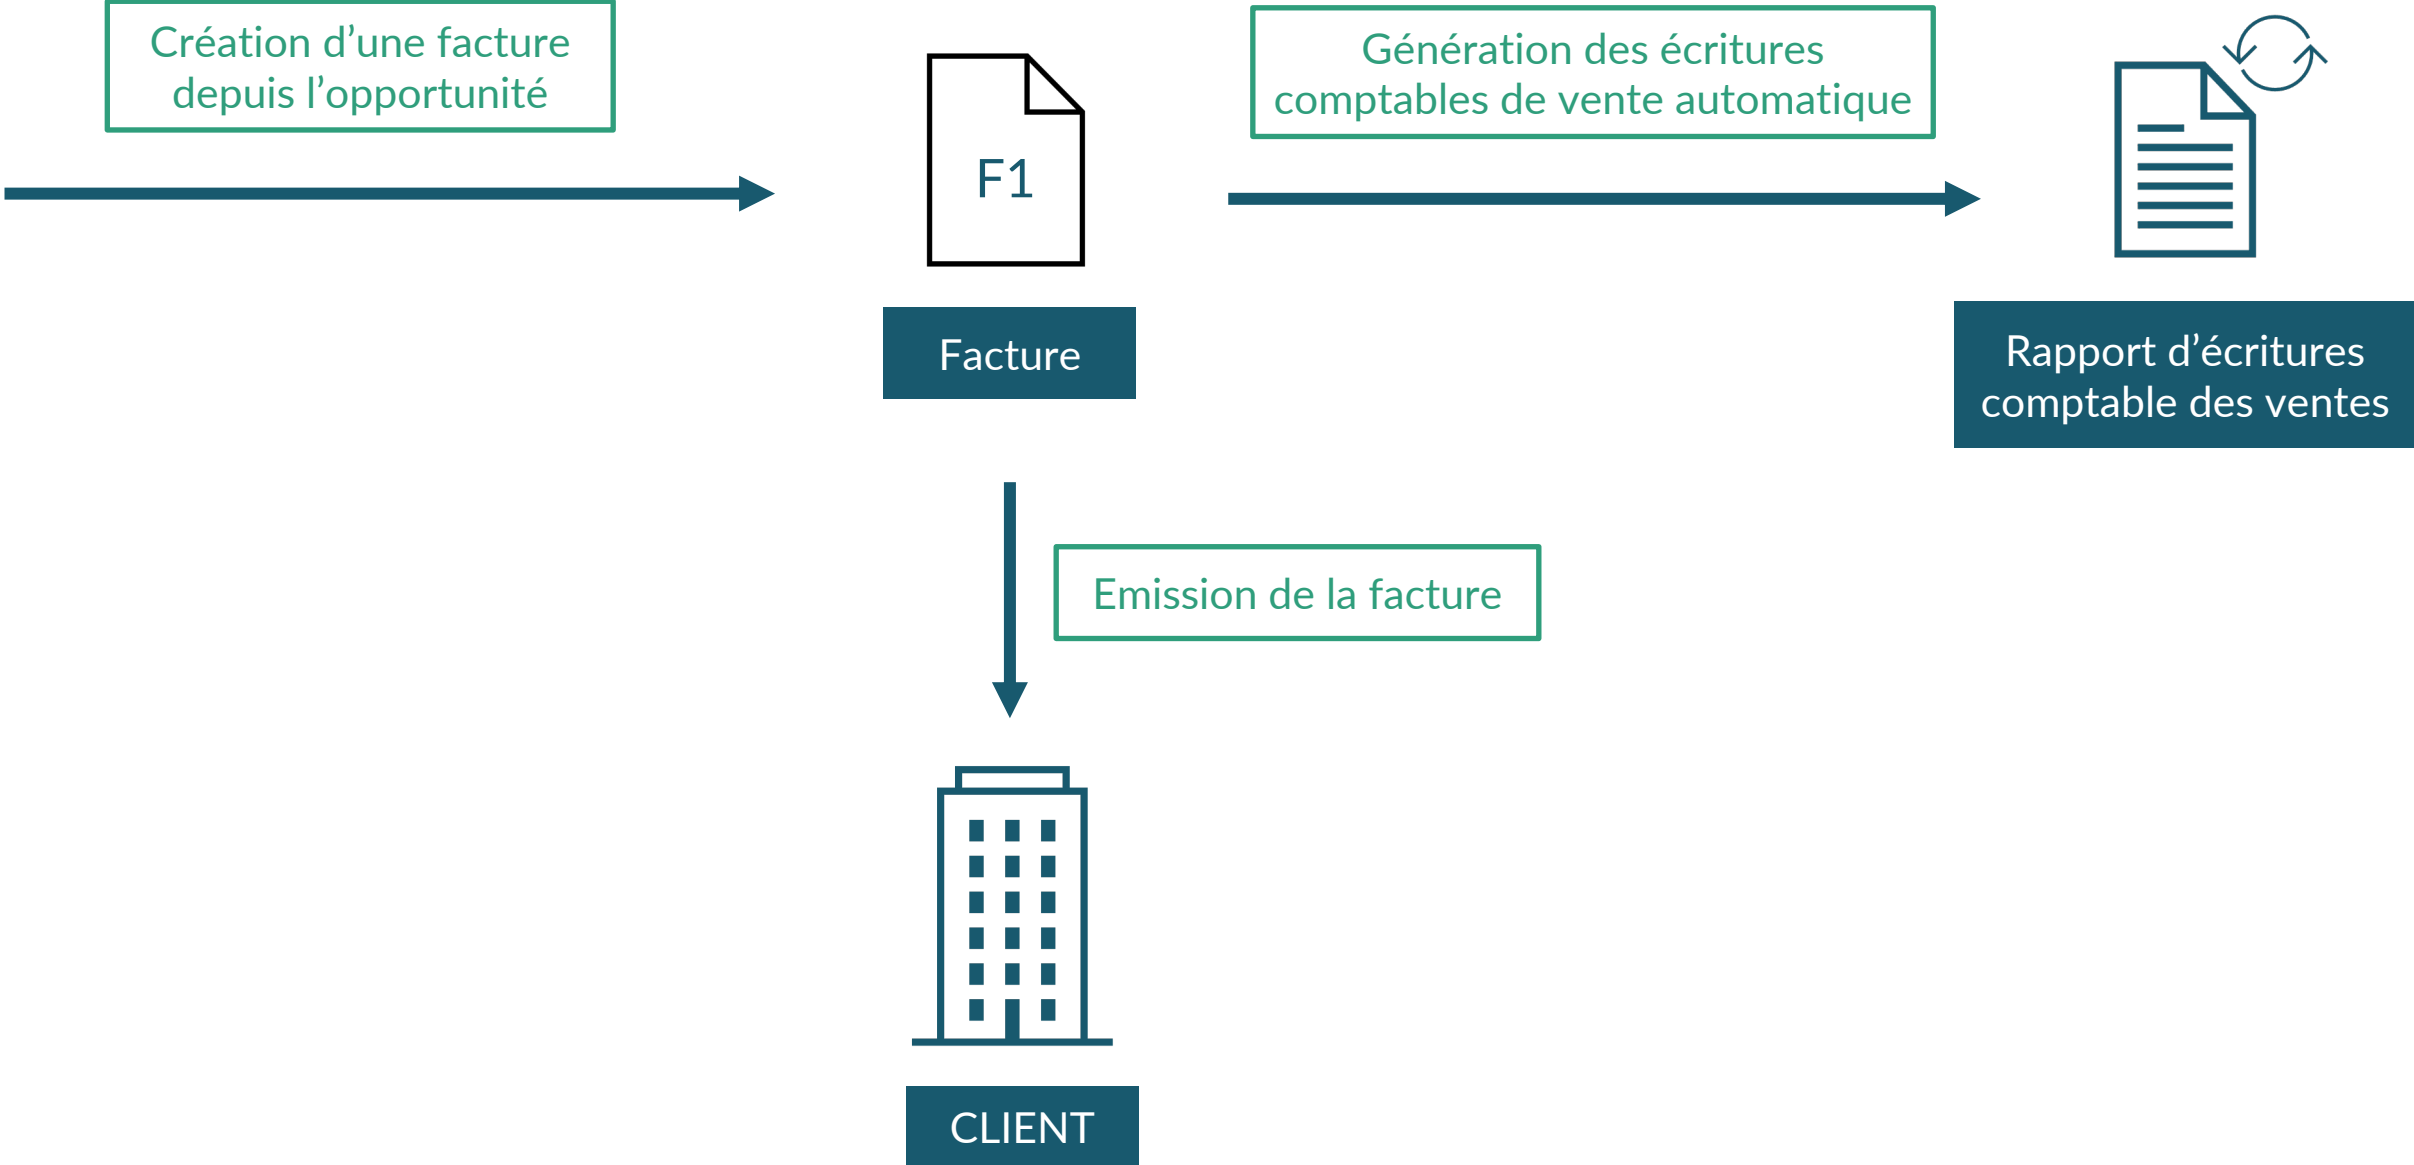 Création d’une facture
depuis l’opportunité
Génération des écritures
comptables de vente automatique
F1
Facture
Rapport d’écritures
comptable des ventes
Emission de la facture
CLIENT